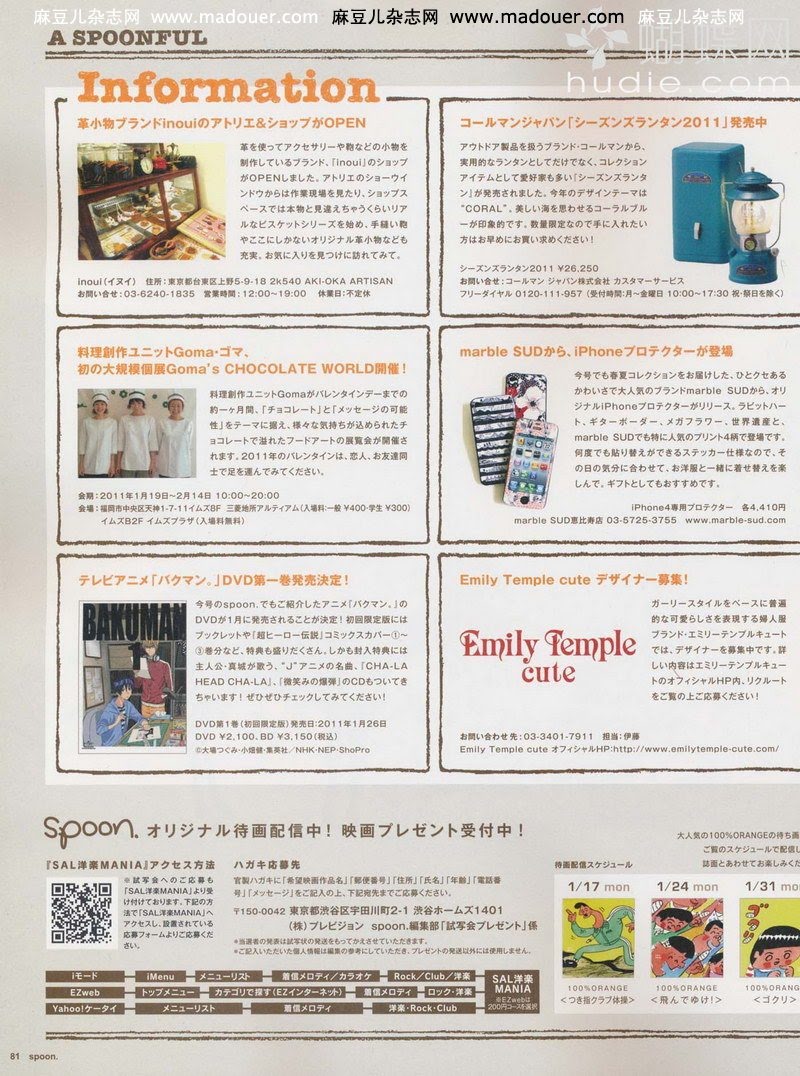 麻豆儿杂志网 www.madouer.com 麻豆儿杂志网 www.madouer.com 麻豆儿杂志网
A SPOONFUL
蝴蝶网
hudie.com
Information
革小物ブランドinouiのアトリエ&ショップがOPEN
革を使ってアクセサリーや鞄などの小物を
制作しているブランド、「inoui」のショップ
がOPENしました。アトリエのショーウイ
ンドウからは作業現場を見たり、ショップス
ペースでは本物と見違えちゃうくらいリア
ルなビスケットシリーズを始め、手縫い鞄
やここにしかないオリジナル革小物なども
充実。お気に入りを見つけに訪れてみて。
inoui(イヌイ) 住所:東京都台東区上野5-9-18 2k540 AKI-OKA ARTISAN
お問い合せ:03-6240-1835 営業時間:12:00〜19:00 休業日:不定休
コールマンジャパン「シーズンズランタン2011」発売中
アウトドア製品を扱うブランド・コールマンから、
実用的なランタンとしてだけでなく、コレクション
アイテムとして愛好家も多い『シーズンズランタ
ン』が発売されました。今年のデザインテーマは
“CORAL”。美しい海を思わせるコーラルブル
ーが印象的です。数量限定なので手に入れたい
方はお早めにお買い求めください!
シーズンズランタン2011 ¥26,250
お問い合せ:コールマン ジャパン株式会社 カスタマーサービス
フリーダイヤル 0120-111-957 (受付時間:月〜金曜日 10:00〜17:30 祝・祭日を除く)
料理創作ユニットGoma・ゴマ、
初の大規模個展Goma's CHOCOLATE WORLD開催!
料理創作ユニットGomaがバレンタインデーまでの
約一ヶ月間、「チョコレート」と「メッセージの可能
性」をテーマに据え、様々な気持ちが込められたチ
ョコレートで溢れたフードアートの展覧会が開催さ
れます。2011年のバレンタインは、恋人、お友達同
士で足を運んでみてください。
会期:2011年1月19日〜2月14日 10:00〜20:00
会場:福岡市中央区天神1-7-11イムズ8F 三菱地所アルティアム(入場料:一般 ¥400・学生 ¥300)
イムズB2F イムズプラザ(入場料無料)
marble SUDから、iPhoneプロテクターが登場
今号でも春夏コレクションをお届けした、ひとクセある
かわいさで大人気のブランドmarble SUDから、オリ
ジナルiPhoneプロテクターがリリース。ラビットハー
ト、ギターボーダー、メガフラワー、世界遺産と、
marble SUDでも特に人気のプリント4柄で登場です。
何度でも貼り替えができるステッカー仕様なので、そ
の日の気分に合わせて、お洋服と一緒に着せ替えを楽
しんで。ギフトとしてもおすすめです。
iPhone4専用プロテクター 各4,410円
marble SUD恵比寿店 03-5725-3755 www.marble-sud.com
テレビアニメ「バクマン。」DVD第一巻発売決定!
BAKUMAN
1
今号のspoon.でもご紹介したアニメ『バクマン。』の
DVDが1月に発売されることが決定! 初回限定版には
ブックレットや『超ヒーロー伝説』コミックスカバー①〜
③巻分など、特典も盛りだくさん。しかも封入特典には
主人公・真城が歌う、“J”アニメの名曲、「CHA-LA
HEAD CHA-LA」、「微笑みの爆弾」のCDもついてき
ちゃいます! ぜひぜひチェックしてみてください!
DVD第1巻(初回限定版)発売日:2011年1月26日
DVD ¥2,100、BD ¥3,150(税込)
©大場つぐみ・小畑健・集英社/NHK・NEP・ShoPro
Emily Temple cute デザイナー募集!
Emily Temple
cute
ガーリースタイルをベースに普遍
的な可愛らしさを表現する婦人服
ブランド・エミリーテンプルキュート
では、デザイナーを募集中です。詳
しい内容はエミリーテンプルキュー
トのオフィシャルHP内、リクルート
をご覧の上ご応募ください!
お問い合わせ先:03-3401-7911 担当:伊藤
Emily Temple cute オフィシャルHP:http://www.emilytemple-cute.com/
spoon. オリジナル待画配信中! 映画プレゼント受付中!
『SAL洋楽MANIA』アクセス方法
※試写会へのご応募も
「SAL洋楽MANIA」より受
け付けております。下記の方
法で「SAL洋楽MANIA」へ
アクセスし、設置されている
応募フォームよりご応募くだ
さい。
ハガキ応募先
官製ハガキに「希望映画作品名」「郵便番号」「住所」「氏名」「年齢」「電話番
号」「メッセージ」をご記入の上、下記宛先までご応募ください。
〒150-0042 東京都渋谷区宇田川町2-1 渋谷ホームズ1401
(株)プレビジョン spoon.編集部「試写会プレゼント」係
※当選者の発表は試写状の発送をもってかえさせていただきます。
※ご記入いただいた個人情報は編集の参考にしていただき、プレゼントの発送以外には使用しません。
iモード iMenu メニューリスト 着信メロディ/カラオケ Rock/Club/洋楽
EZweb トップメニュー カテゴリで探す(EZインターネット) 着信メロディ ロック・洋楽
Yahoo!ケータイ メニューリスト 着信メロディ 洋楽・Rock・Club
SAL洋楽
MANIA
※EZwebは
200円コースを選択
大人気の100%ORANGEの待ち画
ご覧のスケジュールで配信し
誌面とあわせてお楽しみくだ
待画配信スケジュール
1/17 mon
1/24 mon
1/31 mon
ゴクリ
100%ORANGE
<つき指クラブ体操>
100%ORANGE
<飛んでゆけ!>
100%ORANGE
<ゴクリ>
81 spoon.